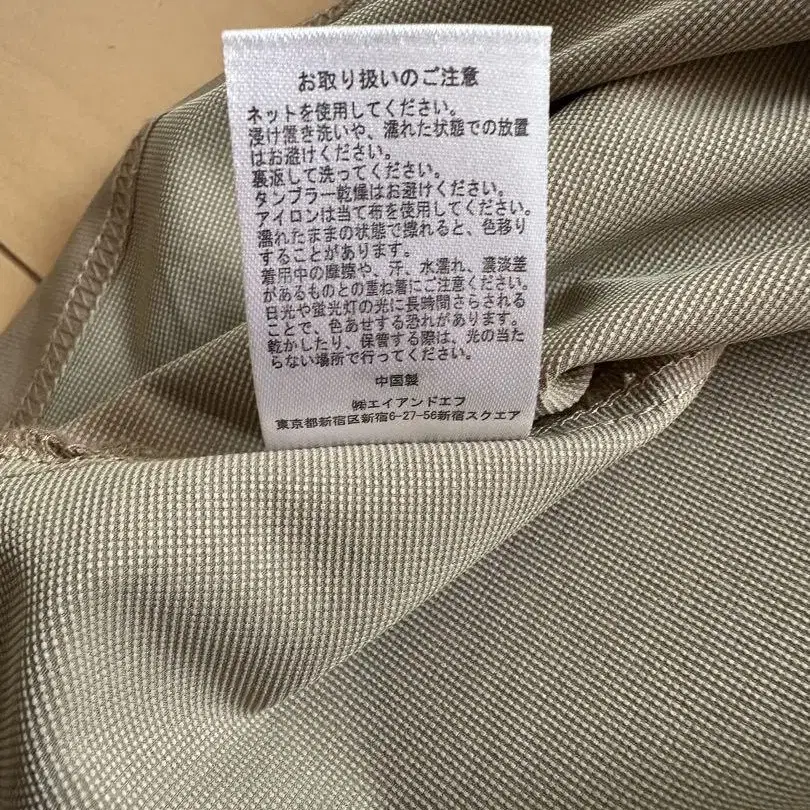 お取り扱いのご注意
ネットを使用してください。
浸け置き洗いや、濡れた状態での放置
はお避けください。
裏返して洗ってください。
タンブラー乾燥はお避けください。
アイロンは当て布を使用してください。
濡れたままの状態で擦れると、色移り
することがあります。
着用中の摩擦や、汗、水濡れ、濃淡差
があるものとの重ね着にご注意ください。
日光や蛍光灯の光に長時間さらされる
ことで、色あせする恐れがあります。
乾かしたり、保管する際は、光の当た
らない場所で行ってください。
中国製
㈱エイアンドエフ
東京都新宿区新宿6-27-56新宿スクエア